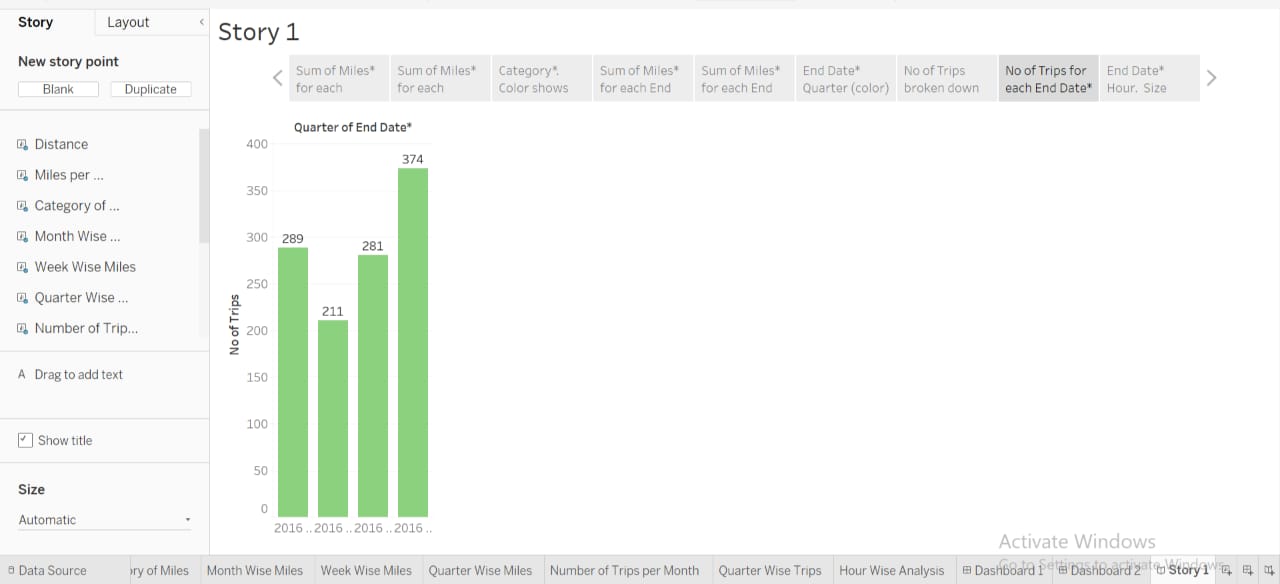 Story
Layout
New story point
Blank
Duplicate
Distance
Miles per ...
Category of ...
Month Wise ...
Week Wise Miles
Quarter Wise ...
Number of Trip...
A Drag to add text
Show title
Size
Automatic
Story 1
Sum of Miles*
for each
Sum of Miles*
for each
Category*.
Color shows
Sum of Miles*
for each End
Sum of Miles*
for each End
End Date*
Quarter (color)
No of Trips
broken down
No of Trips for
each End Date*
End Date*
Hour. Size
Quarter of End Date*
No of Trips
400
350
300
250
200
150
100
50
0
289
211
281
374
2016 .. 2016 .. 2016 .. 2016 ..
Activate Windows
Go to Settings to activate Windows.
Data Source
ory of Miles
Month Wise Miles
Week Wise Miles
Quarter Wise Miles
Number of Trips per Month
Quarter Wise Trips
Hour Wise Analysis
Dashboard 1
Dashboard 2
Story 1